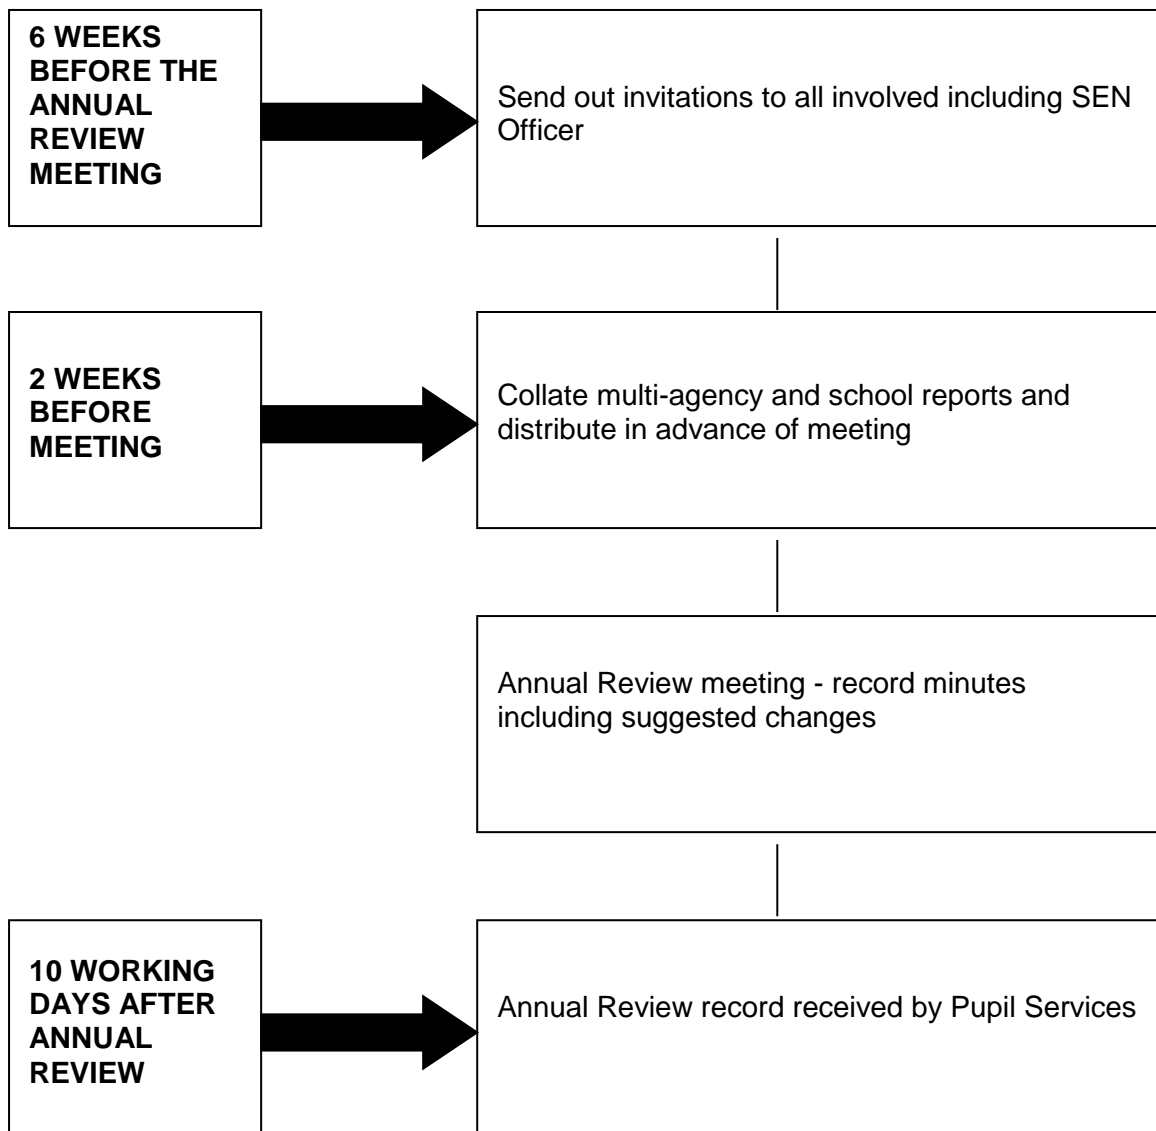 6 WEEKS
BEFORE THE
ANNUAL
REVIEW
MEETING
Send out invitations to all involved including SEN
Officer
2 WEEKS
BEFORE
MEETING
Collate multi-agency and school reports and
distribute in advance of meeting
Annual Review meeting - record minutes
including suggested changes
10 WORKING
DAYS AFTER
ANNUAL
REVIEW
Annual Review record received by Pupil Services